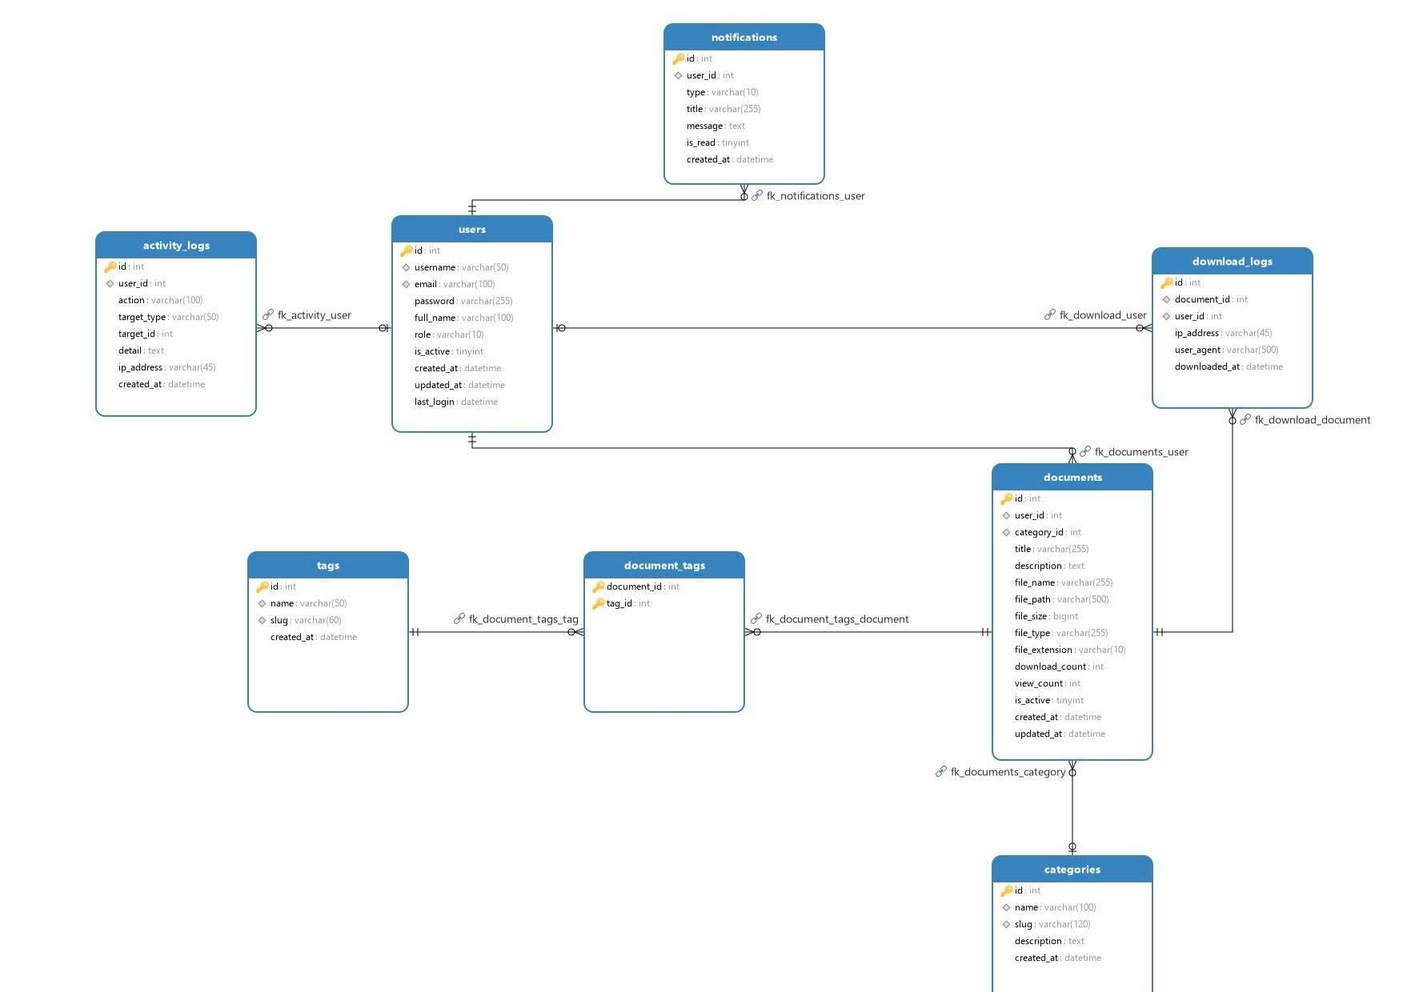 notifications
id : int
user_id : int
type : varchar(10)
title : varchar(255)
message : text
is_read : tinyint
created_at : datetime
fk_notifications_user
users
id : int
username : varchar(50)
email : varchar(100)
password : varchar(255)
full_name : varchar(100)
role : varchar(10)
is_active : tinyint
created_at : datetime
updated_at : datetime
last_login : datetime
activity_logs
id : int
user_id : int
action : varchar(100)
target_type : varchar(50)
target_id : int
detail : text
ip_address : varchar(45)
created_at : datetime
fk_activity_user
download_logs
id : int
document_id : int
user_id : int
ip_address : varchar(45)
user_agent : varchar(500)
downloaded_at : datetime
fk_download_user
fk_download_document
fk_documents_user
documents
id : int
user_id : int
category_id : int
title : varchar(255)
description : text
file_name : varchar(255)
file_path : varchar(500)
file_size : bigint
file_type : varchar(255)
file_extension : varchar(10)
download_count : int
view_count : int
is_active : tinyint
created_at : datetime
updated_at : datetime
tags
id : int
name : varchar(50)
slug : varchar(60)
created_at : datetime
fk_document_tags_tag
document_tags
document_id : int
tag_id : int
fk_document_tags_document
fk_documents_category
categories
id : int
name : varchar(100)
slug : varchar(120)
description : text
created_at : datetime